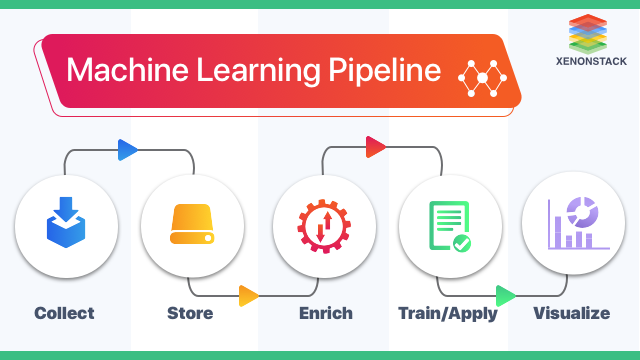 Machine Learning Pipeline
XENONSTACK
Collect
Store
Enrich
Train/Apply
Visualize